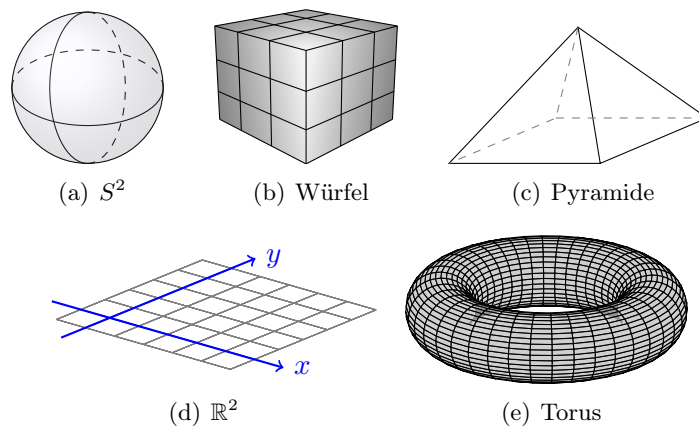 (a) S²
(b) Würfel
(c) Pyramide
y
x
(d) ℝ²
(e) Torus